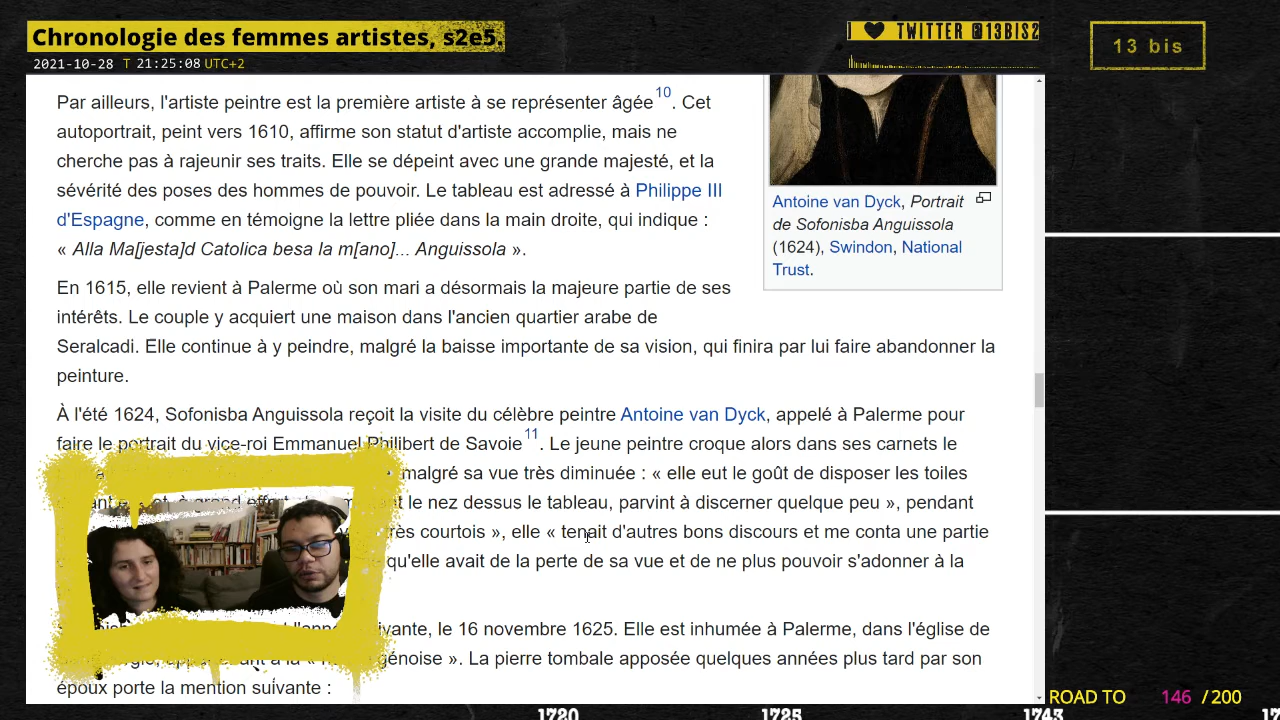 Chronologie des femmes artistes, s2e5
2021-10-28 T 21:25:08 UTC+2
TWITTER @13BIS2
13 bis
Par ailleurs, l'artiste peintre est la première artiste à se représenter âgée10. Cet
autoportrait, peint vers 1610, affirme son statut d'artiste accomplie, mais ne
cherche pas à rajeunir ses traits. Elle se dépeint avec une grande majesté, et la
sévérité des poses des hommes de pouvoir. Le tableau est adressé à Philippe III
d'Espagne, comme en témoigne la lettre pliée dans la main droite, qui indique :
« Alla Ma[jesta]d Catolica besa la m[ano]... Anguissola ».
Antoine van Dyck, Portrait
de Sofonisba Anguissola
(1624), Swindon, National
Trust.
En 1615, elle revient à Palerme où son mari a désormais la majeure partie de ses
intérêts. Le couple y acquiert une maison dans l'ancien quartier arabe de
Seralcadi. Elle continue à y peindre, malgré la baisse importante de sa vision, qui finira par lui faire abandonner la
peinture.
À l'été 1624, Sofonisba Anguissola reçoit la visite du célèbre peintre Antoine van Dyck, appelé à Palerme pour
faire le portrait du vice-roi Emmanuel Philibert de Savoie11. Le jeune peintre croque alors dans ses carnets le
malgré sa vue très diminuée : « elle eut le goût de disposer les toiles
le nez dessus le tableau, parvint à discerner quelque peu », pendant
très courtois », elle « tenait d'autres bons discours et me conta une partie
qu'elle avait de la perte de sa vue et de ne plus pouvoir s'adonner à la
le 16 novembre 1625. Elle est inhumée à Palerme, dans l'église de
génoise ». La pierre tombale apposée quelques années plus tard par son
époux porte la mention suivante :
ROAD TO 146 / 200
1720 1725 1743